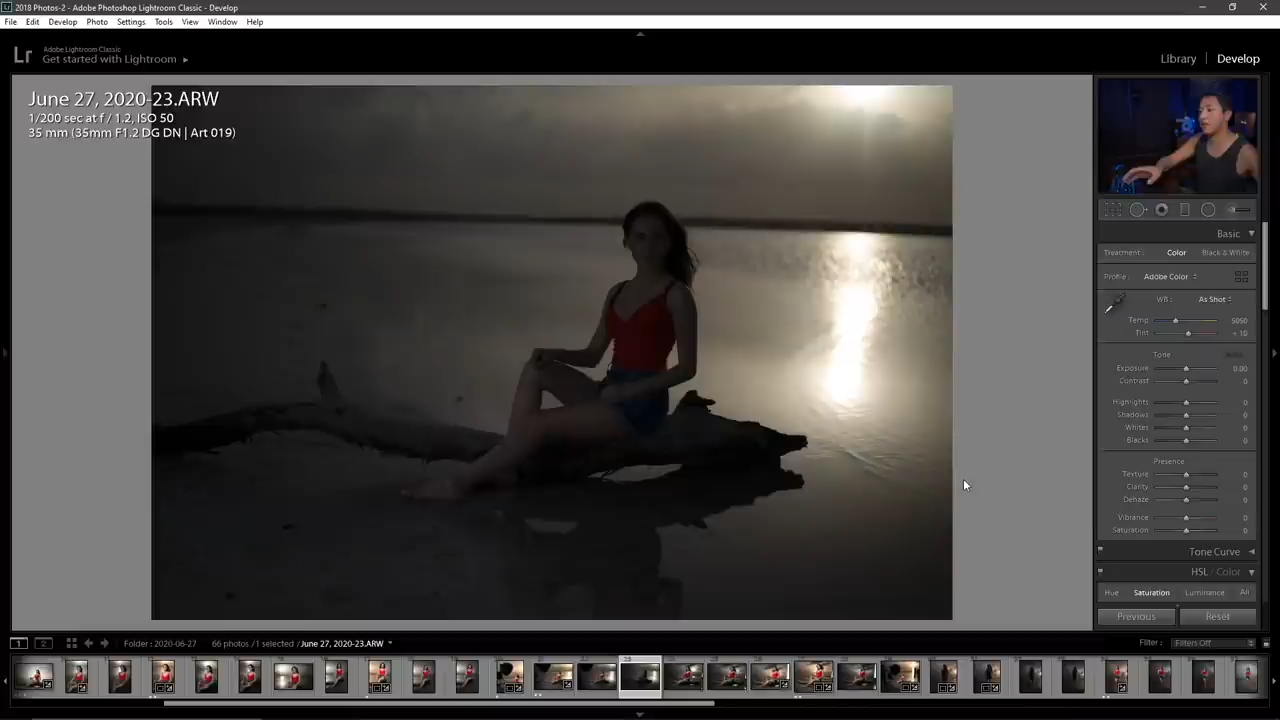 2018 Photos-2 - Adobe Photoshop Lightroom Classic - Develop
File Edit Develop Photo Settings Tools View Window Help
Lr Adobe Lightroom Classic
Get started with Lightroom
Library | Develop
June 27, 2020-23.ARW
1/200 sec at f / 1.2, ISO 50
35 mm (35mm F1.2 DG DN | Art 019)
Basic
Treatment: Color Black & White
Profile: Adobe Color
WB: As Shot
Temp 5050
Tint + 10
Tone Auto
Exposure 0.00
Contrast 0
Highlights 0
Shadows 0
Whites 0
Blacks 0
Presence
Texture 0
Clarity 0
Dehaze 0
Vibrance 0
Saturation 0
Tone Curve
HSL / Color
Hue Saturation Luminance All
Previous Reset
1 2 Folder : 2020-06-27 66 photos /1 selected /June 27, 2020-23.ARW Filter : Filters Off